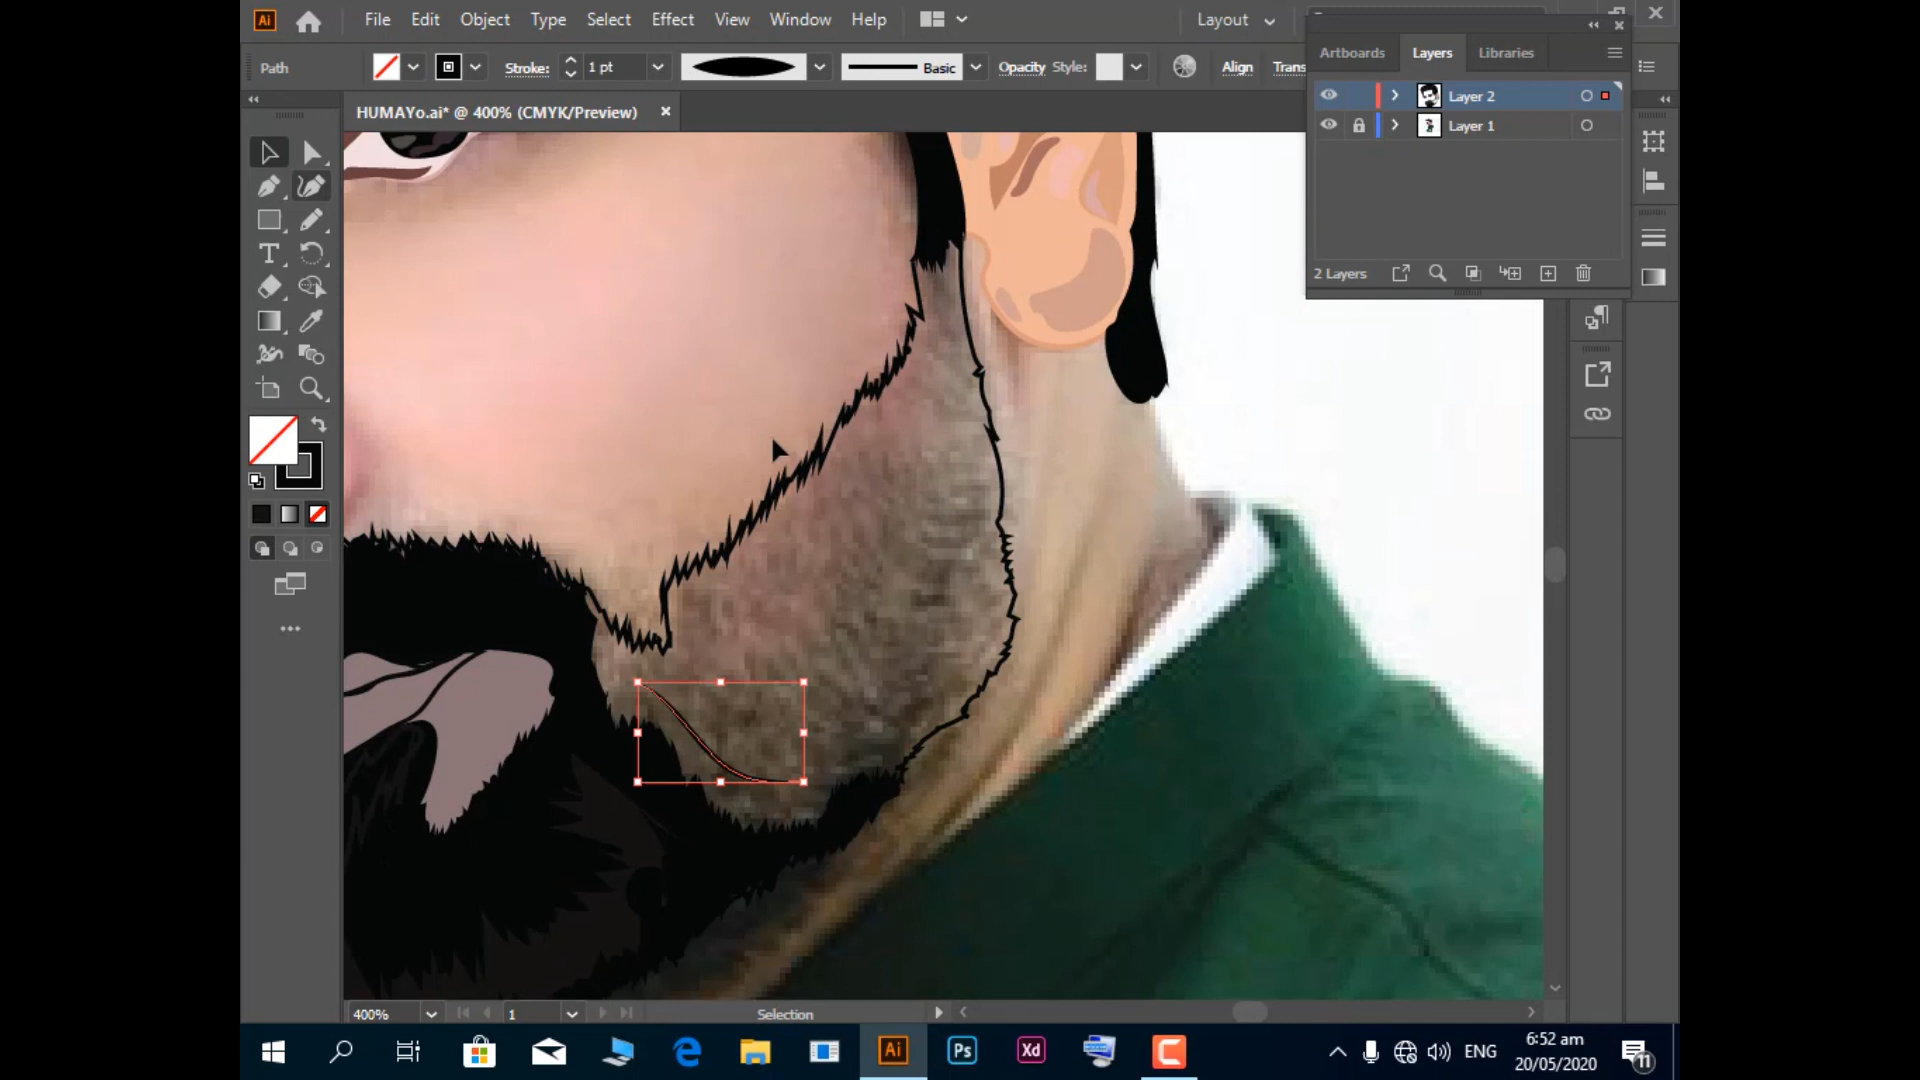 Ai File Edit Object Type Select Effect View Window Help Layout
Path Stroke: 1 pt Basic Opacity Style: Align Trans
HUMAYo.ai* @ 400% (CMYK/Preview)
Artboards Layers Libraries
Layer 2
Layer 1
2 Layers
400% 1 Selection
Ai Ps Xd ENG
6:52 am
20/05/2020
11